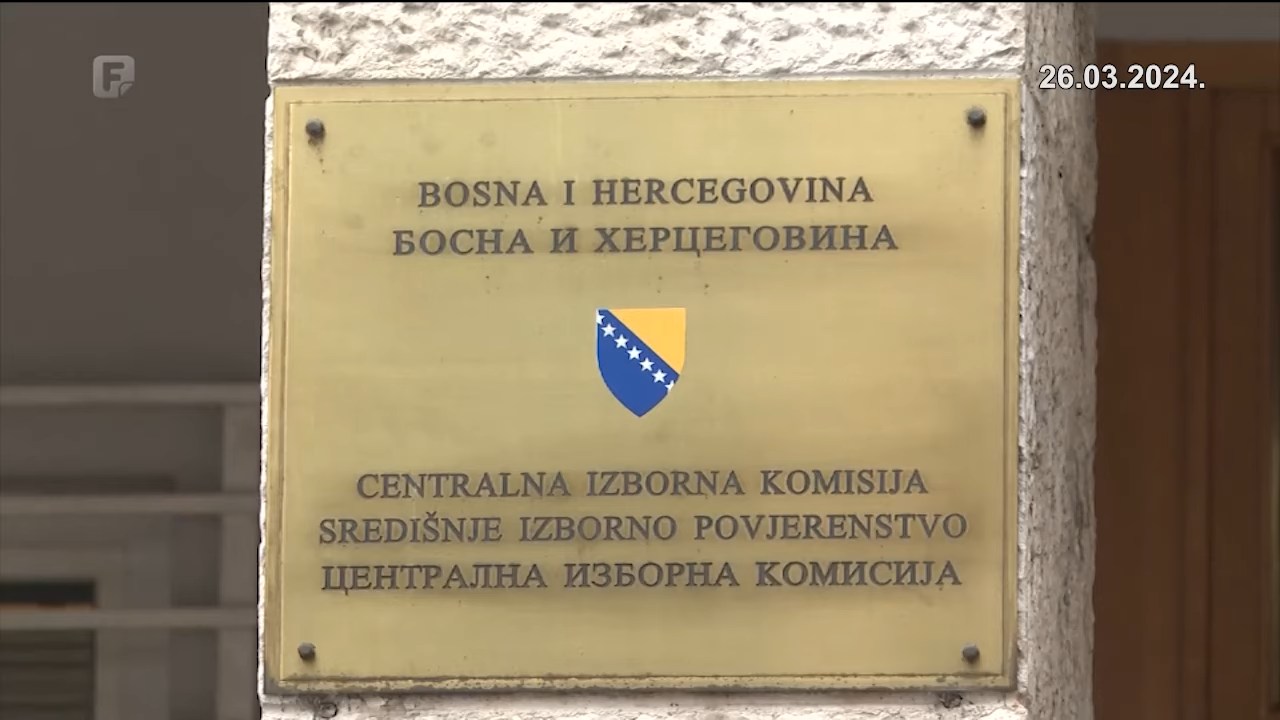 F
26.03.2024.
BOSNA I HERCEGOVINA
БОСНА И ХЕРЦЕГОВИНА
CENTRALNA IZBORNA KOMISIJA
SREDIŠNJE IZBORNO POVJERENSTVO
ЦЕНТРАЛНА ИЗБОРНА КОМИСИЈА